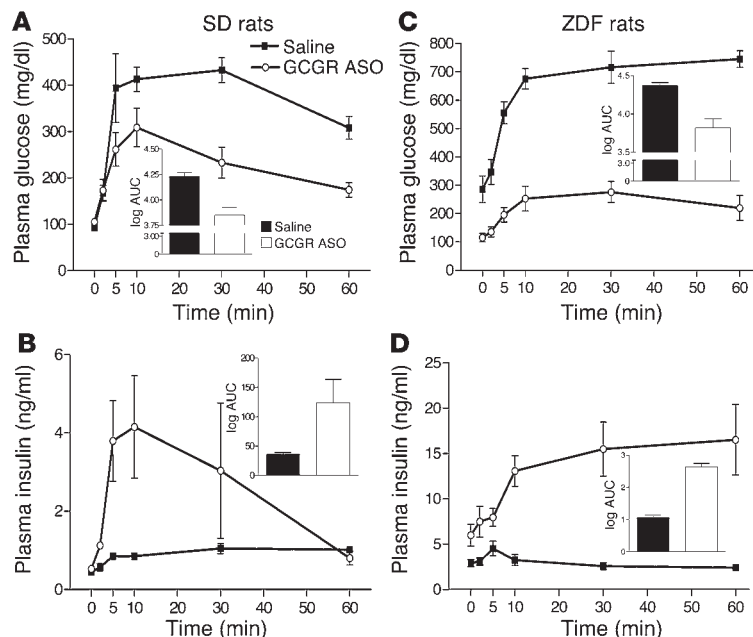 A
SD rats
Saline
GCGR ASO
Plasma glucose (mg/dl)
500
400
300
200
100
0
0 5 10 20 30 40 50 60
Time (min)
log AUC
4.25
4.00
3.75
3.00
0
Saline
GCGR ASO
C
ZDF rats
Plasma glucose (mg/dl)
800
700
600
500
400
300
200
100
0
0 5 10 20 30 40 50 60
Time (min)
log AUC
4.5
4.0
3.5
3.0
0
B
Plasma insulin (ng/ml)
6
4
2
0
0 5 10 20 30 40 50 60
Time (min)
log AUC
200
150
100
50
0
D
Plasma insulin (ng/ml)
25
20
15
10
5
0
0 5 10 20 30 40 50 60
Time (min)
log AUC
3
2
1
0